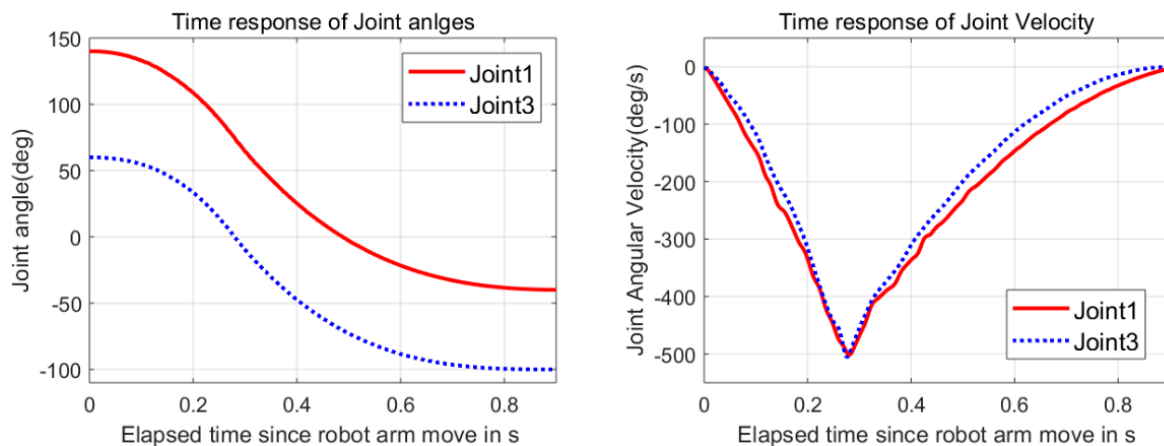 Time response of Joint anlges
150
100
50
0
-50
-100
Joint angle(deg)
Joint1
Joint3
0
0.2
0.4
0.6
0.8
Elapsed time since robot arm move in s
Time response of Joint Velocity
0
-100
-200
-300
-400
-500
Joint Angular Velocity(deg/s)
Joint1
Joint3
0
0.2
0.4
0.6
0.8
Elapsed time since robot arm move in s